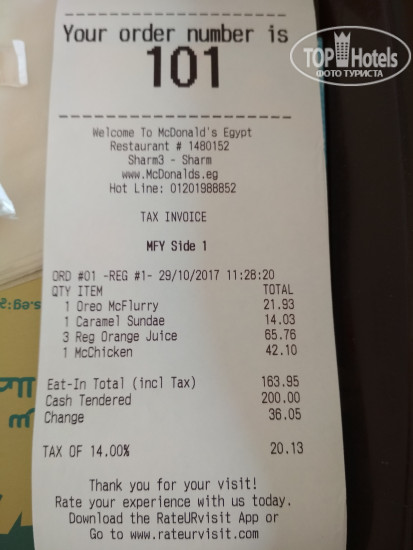 TOP Hotels
ФОТО ТУРИСТА
Your order number is
101
Welcome To McDonald's Egypt
Restaurant # 1480152
Sharm3 - Sharm
www.McDonalds.eg
Hot Line: 01201988852
TAX INVOICE
MFY Side 1
ORD #01 -REG #1- 29/10/2017 11:28:20
QTY ITEM TOTAL
1 Oreo McFlurry 21.93
1 Caramel Sundae 14.03
3 Reg Orange Juice 65.76
1 McChicken 42.10
Eat-In Total (incl Tax) 163.95
Cash Tendered 200.00
Change 36.05
TAX OF 14.00% 20.13
Thank you for your visit!
Rate your experience with us today.
Download the RateURvisit App or
Go to www.rateurvisit.com